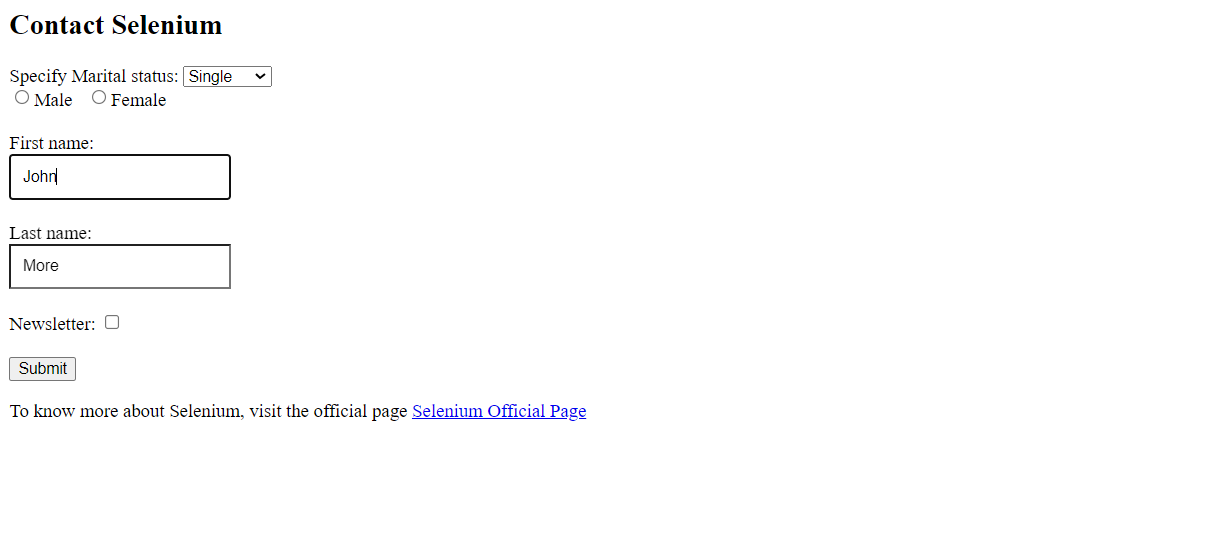 Contact Selenium
Specify Marital status: Single
Male Female
First name:
John
Last name:
More
Newsletter:
Submit
To know more about Selenium, visit the official page Selenium Official Page